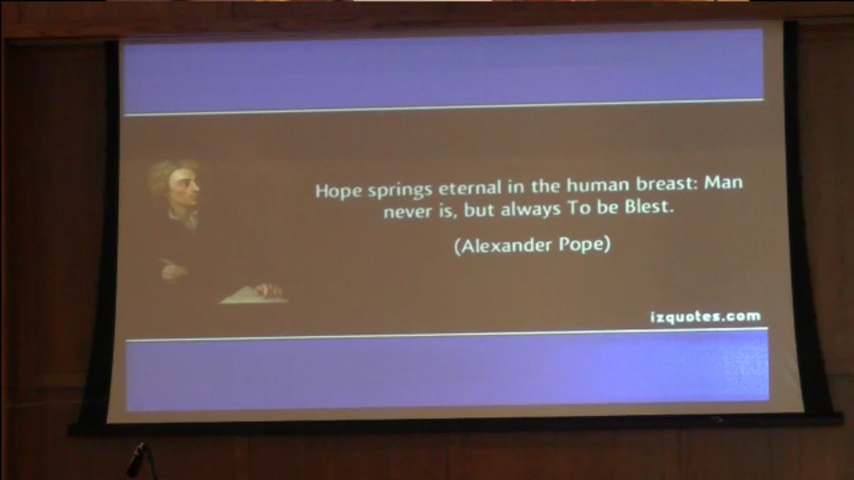 Hope springs eternal in the human breast: Man
never is, but always To be Blest.
(Alexander Pope)
izquotes.com